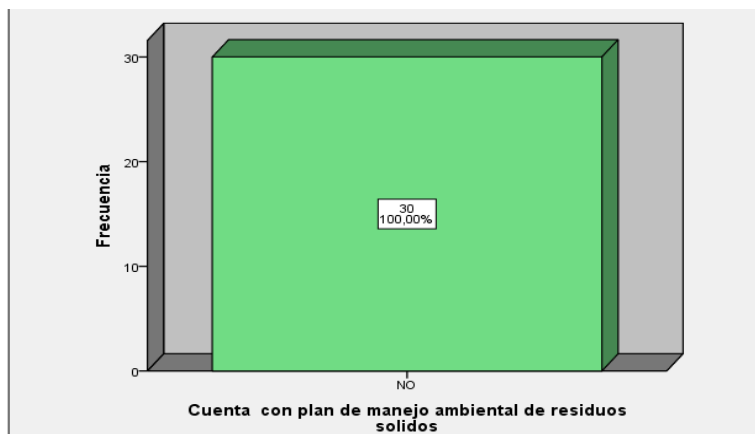 30
20
10
0
Frecuencia
30
100,00%
NO
Cuenta con plan de manejo ambiental de residuos
solidos